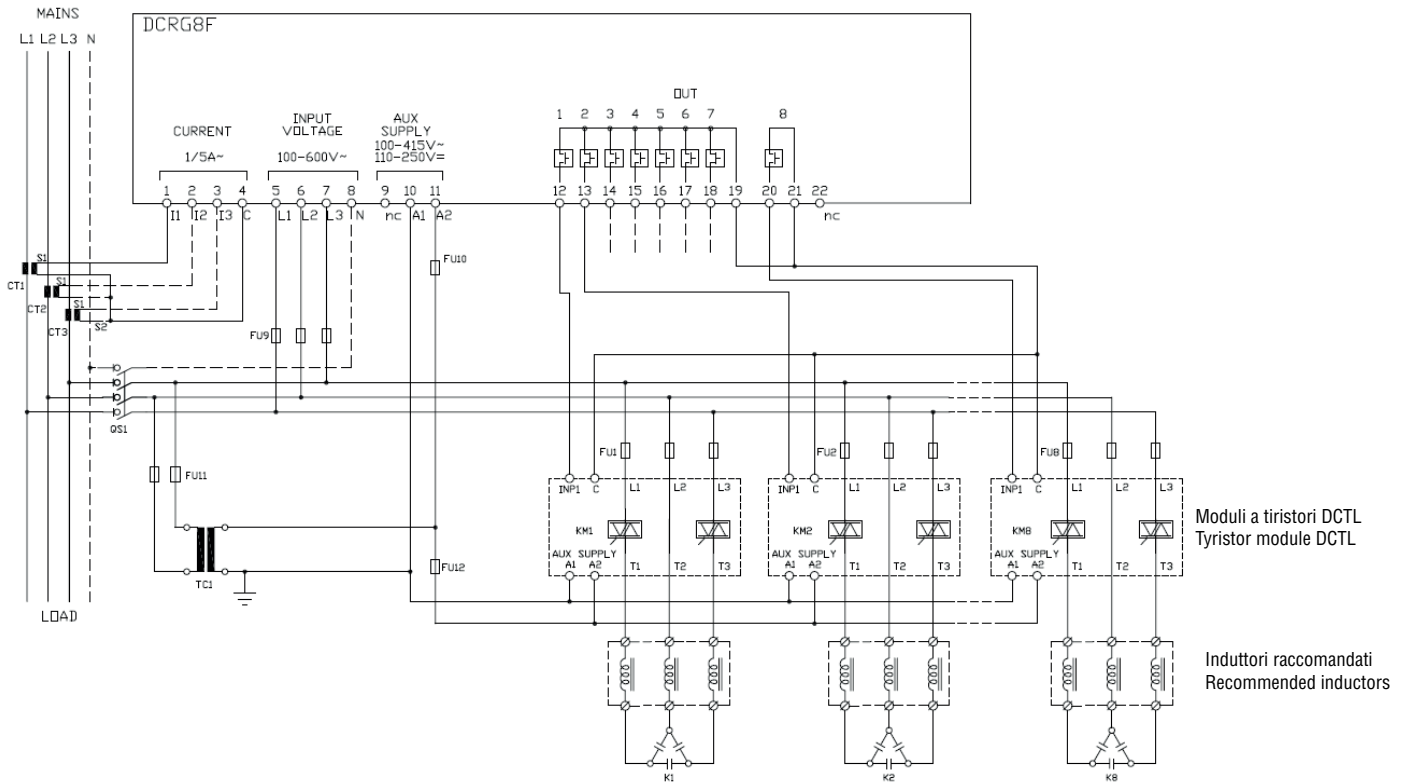 MAINS
L1 L2 L3 N
DCRG8F
OUT
1 2 3 4 5 6 7 8
CURRENT
1/5A~
INPUT
VOLTAGE
100-600V~
AUX
SUPPLY
100-415V~
110-250V=
1 2 3 4 5 6 7 8 9 10 11 12 13 14 15 16 17 18 19 20 21 22
I1 I2 I3 C L1 L2 L3 N nc A1 A2 nc
S1
CT1
S1
CT2
S1
CT3
S2
FU10
FU9
QS1
FU11
TC1
FU12
LOAD
FU1 FU2 FU8
INP1 C L1 L2 L3
KM1
AUX SUPPLY
A1 A2 T1 T2 T3
INP1 C L1 L2 L3
KM2
AUX SUPPLY
A1 A2 T1 T2 T3
INP1 C L1 L2 L3
KM8
AUX SUPPLY
A1 A2 T1 T2 T3
Moduli a tiristori DCTL
Tyristor module DCTL
Induttori raccomandati
Recommended inductors
K1 K2 K8